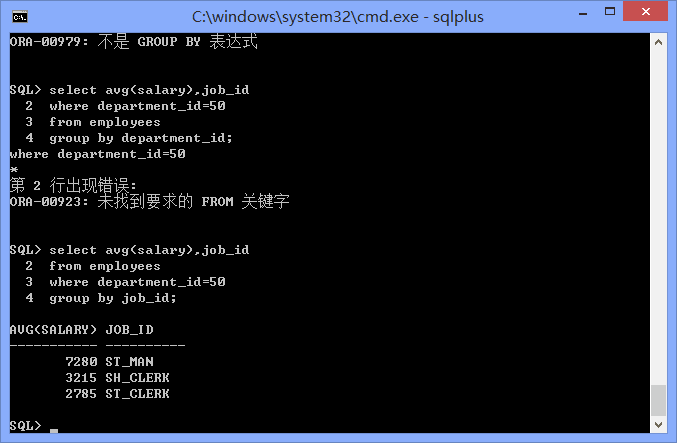 C:\windows\system32\cmd.exe - sqlplus
ORA-00979: 不是 GROUP BY 表达式
SQL> select avg(salary),job_id
2 where department_id=50
3 from employees
4 group by department_id;
where department_id=50
*
第 2 行出现错误:
ORA-00923: 未找到要求的 FROM 关键字
SQL> select avg(salary),job_id
2 from employees
3 where department_id=50
4 group by job_id;
AVG(SALARY) JOB_ID
----------- ----------
7280 ST_MAN
3215 SH_CLERK
2785 ST_CLERK
SQL> _